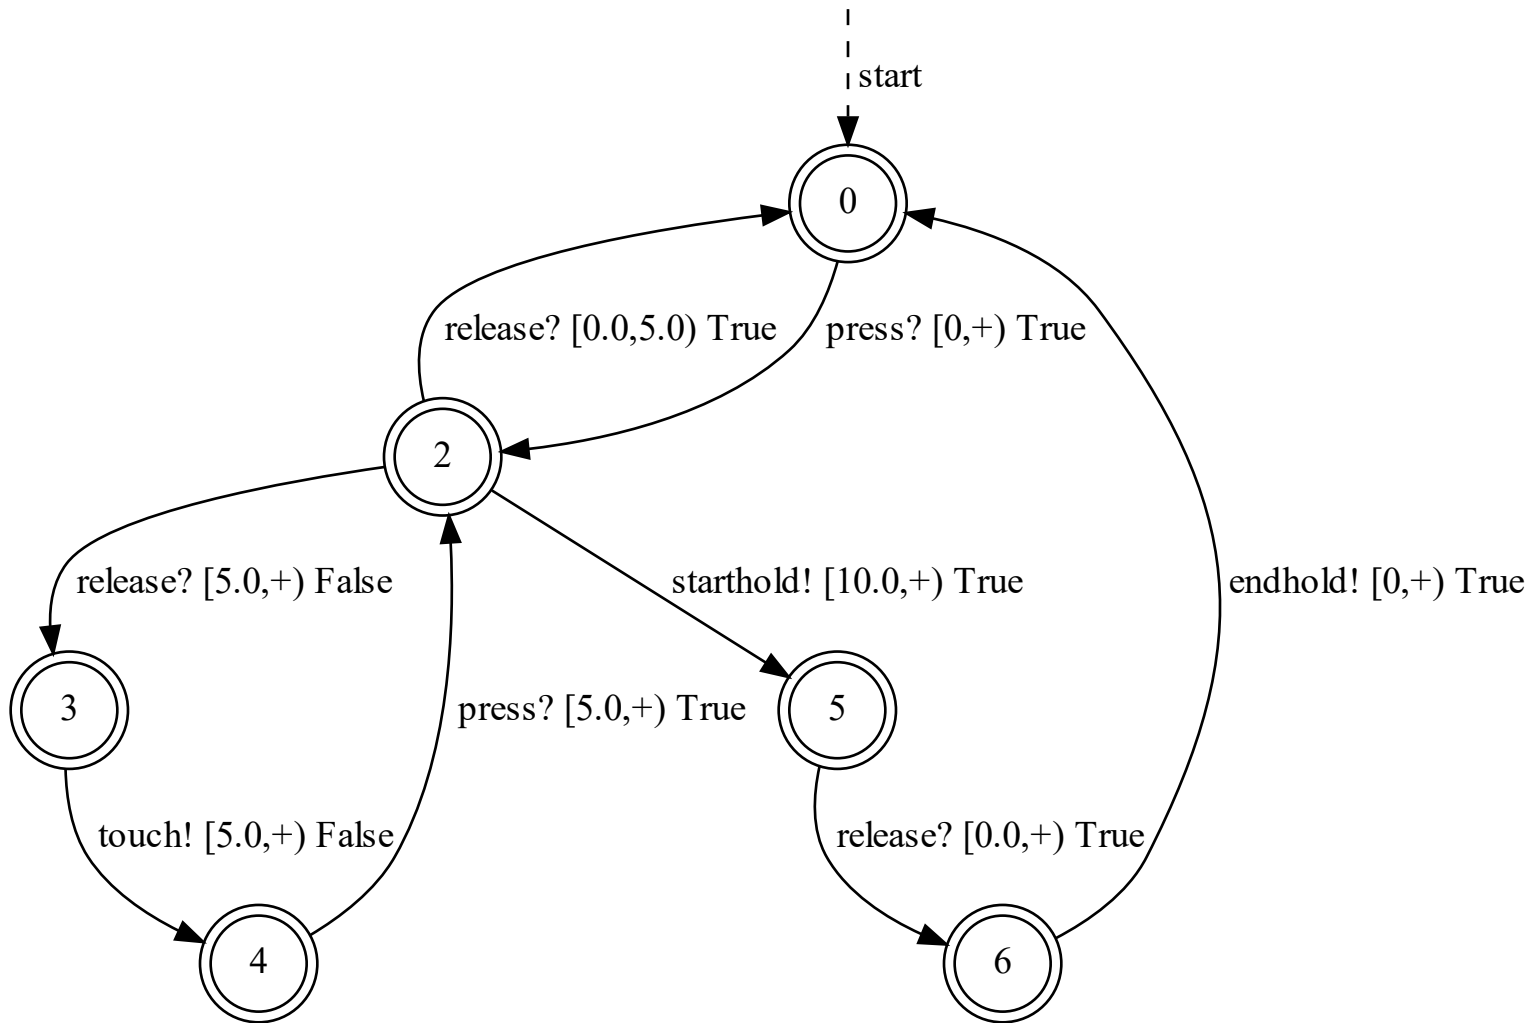 start
0
release? [0.0,5.0) True
press? [0,+) True
2
release? [5.0,+) False
starthold! [10.0,+) True
endhold! [0,+) True
3
press? [5.0,+) True
5
touch! [5.0,+) False
release? [0.0,+) True
4
6